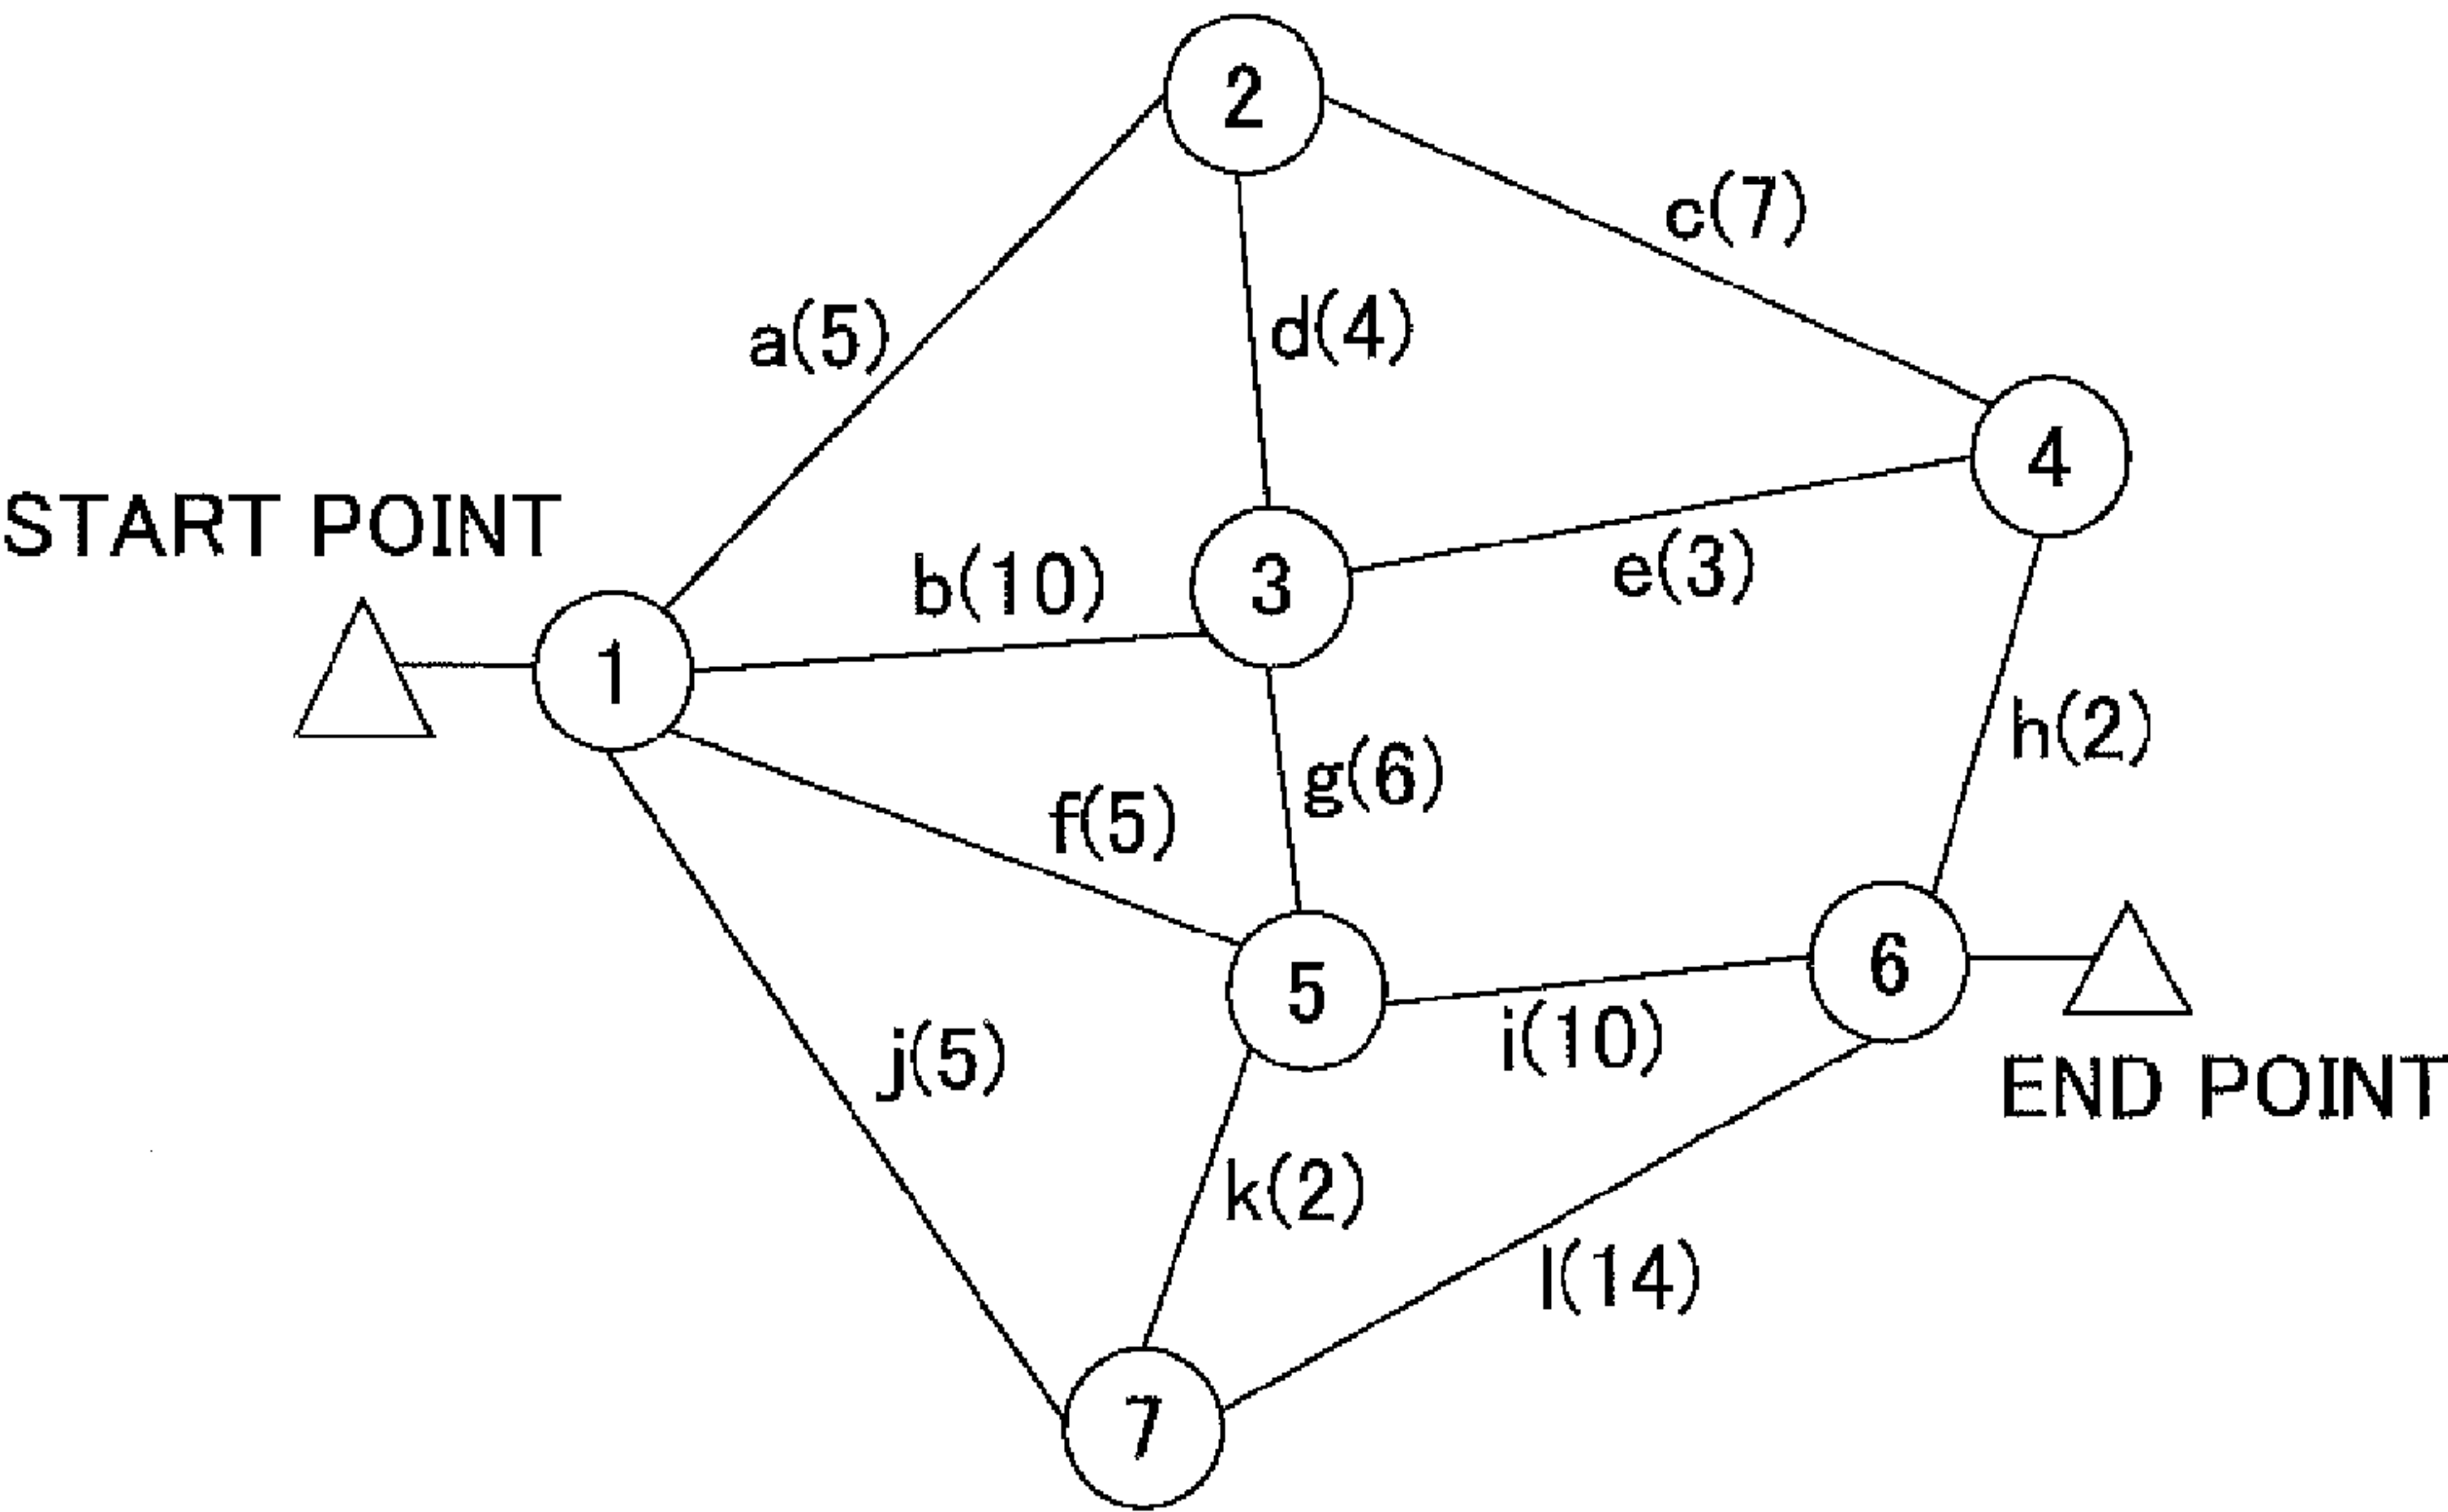 2
c(7)
a(5)
d(4)
4
START POINT
b(10)
3
e(3)
1
h(2)
g(6)
f(5)
5
6
i(10)
j(5)
END POINT
k(2)
l(14)
7